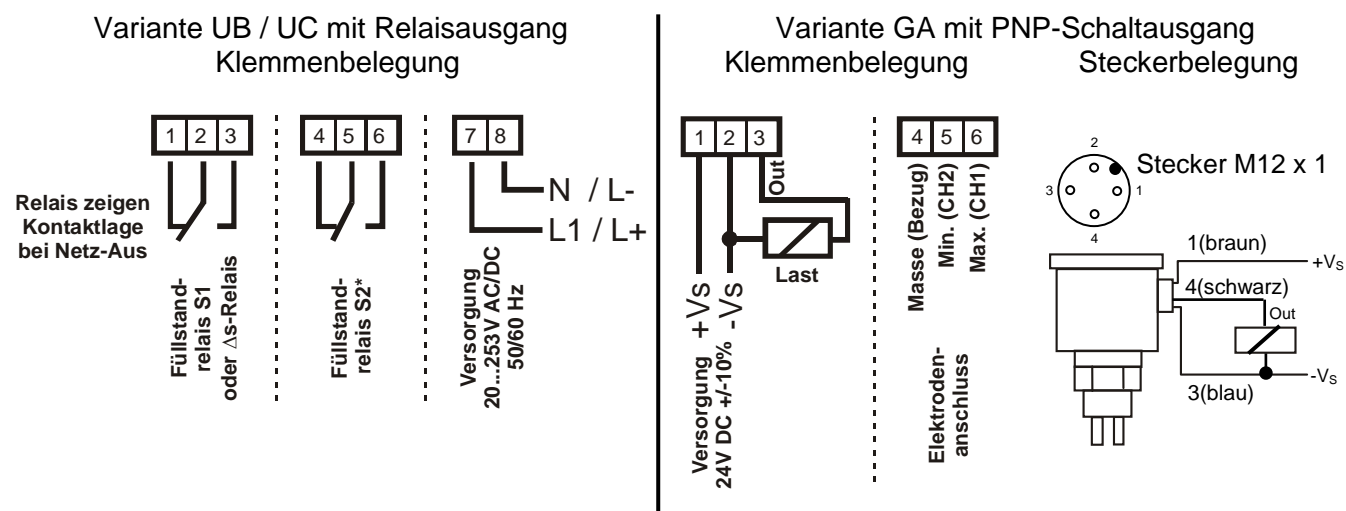 Variante UB / UC mit Relaisausgang
Klemmenbelegung
1 2 3
4 5 6
7 8
N / L-
L1 / L+
Relais zeigen
Kontaktlage
bei Netz-Aus
Füllstand-
relais S1
oder Δs-Relais
Füllstand-
relais S2*
Versorgung
20...253V AC/DC
50/60 Hz
Variante GA mit PNP-Schaltausgang
Klemmenbelegung
Steckerbelegung
1 2 3
Out
Last
+Vs
-Vs
Versorgung
24V DC +/-10%
4 5 6
Masse (Bezug)
Min. (CH2)
Max. (CH1)
Elektroden-
anschluss
2
Stecker M12 x 1
3
1
4
1(braun)
+VS
4(schwarz)
Out
-VS
3(blau)